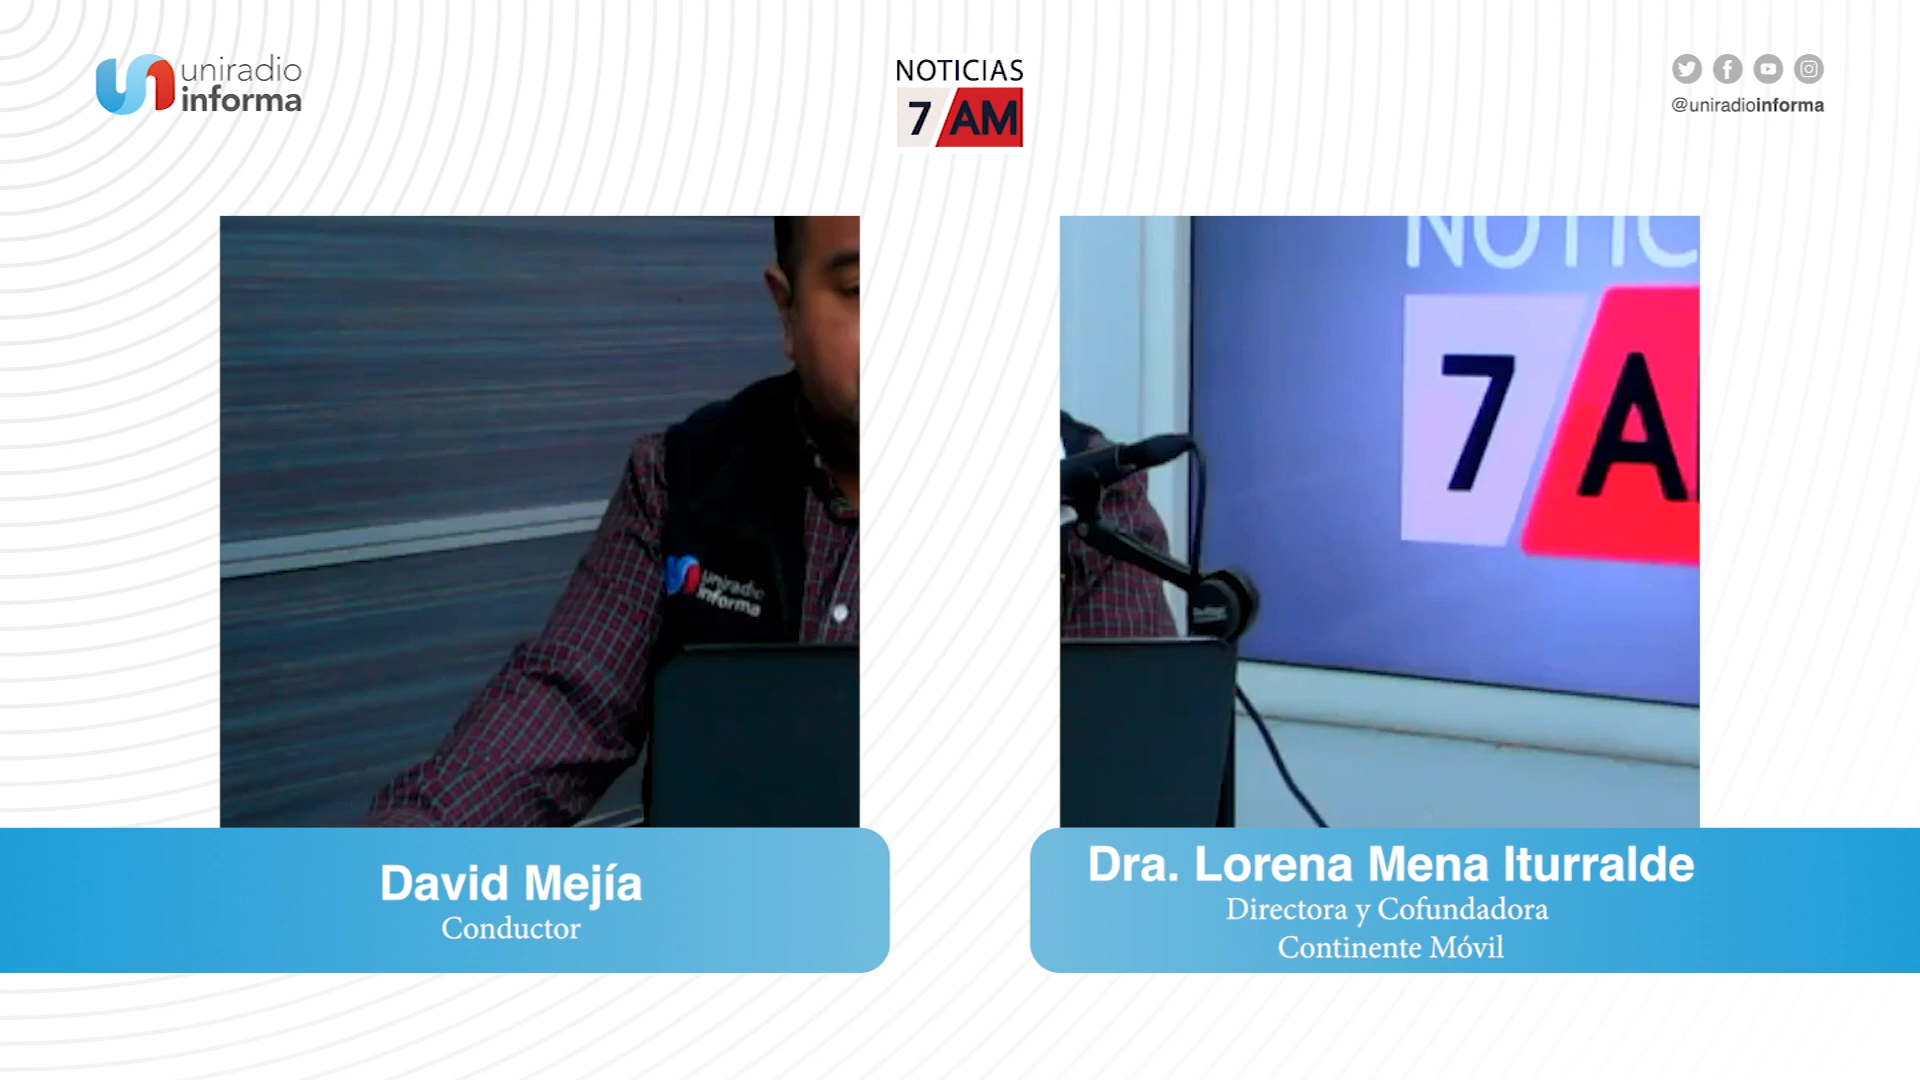 uniradio
informa
NOTICIAS
7 AM
@uniradioinforma
uniradio
informa
NOTIC
7 A
David Mejía
Conductor
Dra. Lorena Mena Iturralde
Directora y Cofundadora
Continente Móvil